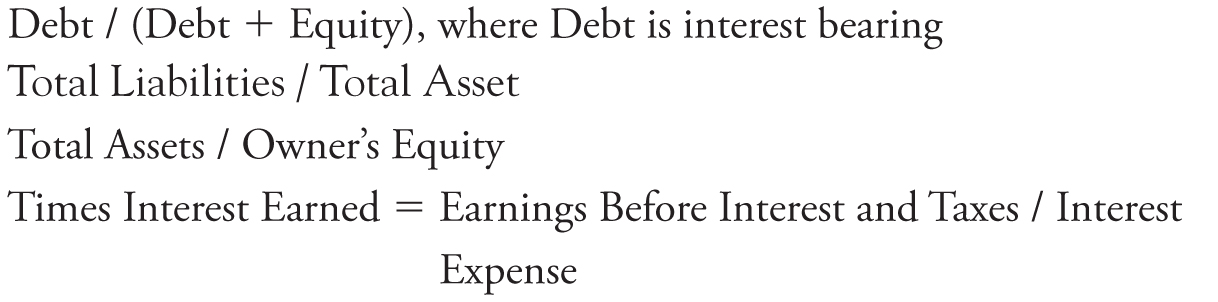 Debt / (Debt + Equity), where Debt is interest bearing
Total Liabilities / Total Asset
Total Assets / Owner’s Equity
Times Interest Earned = Earnings Before Interest and Taxes / Interest
Expense